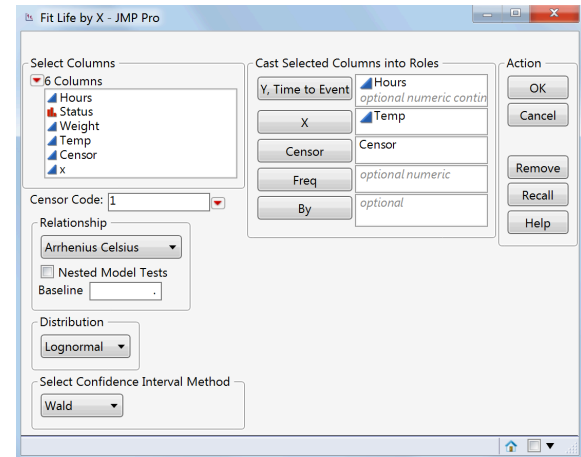 Fit Life by X - JMP Pro
Select Columns
6 Columns
Hours
Status
Weight
Temp
Censor
x
Censor Code: 1
Relationship
Arrhenius Celsius
Nested Model Tests
Baseline .
Distribution
Lognormal
Select Confidence Interval Method
Wald
Cast Selected Columns into Roles
Y, Time to Event
Hours
optional numeric contin
X
Temp
Censor
Censor
Freq
optional numeric
By
optional
Action
OK
Cancel
Remove
Recall
Help